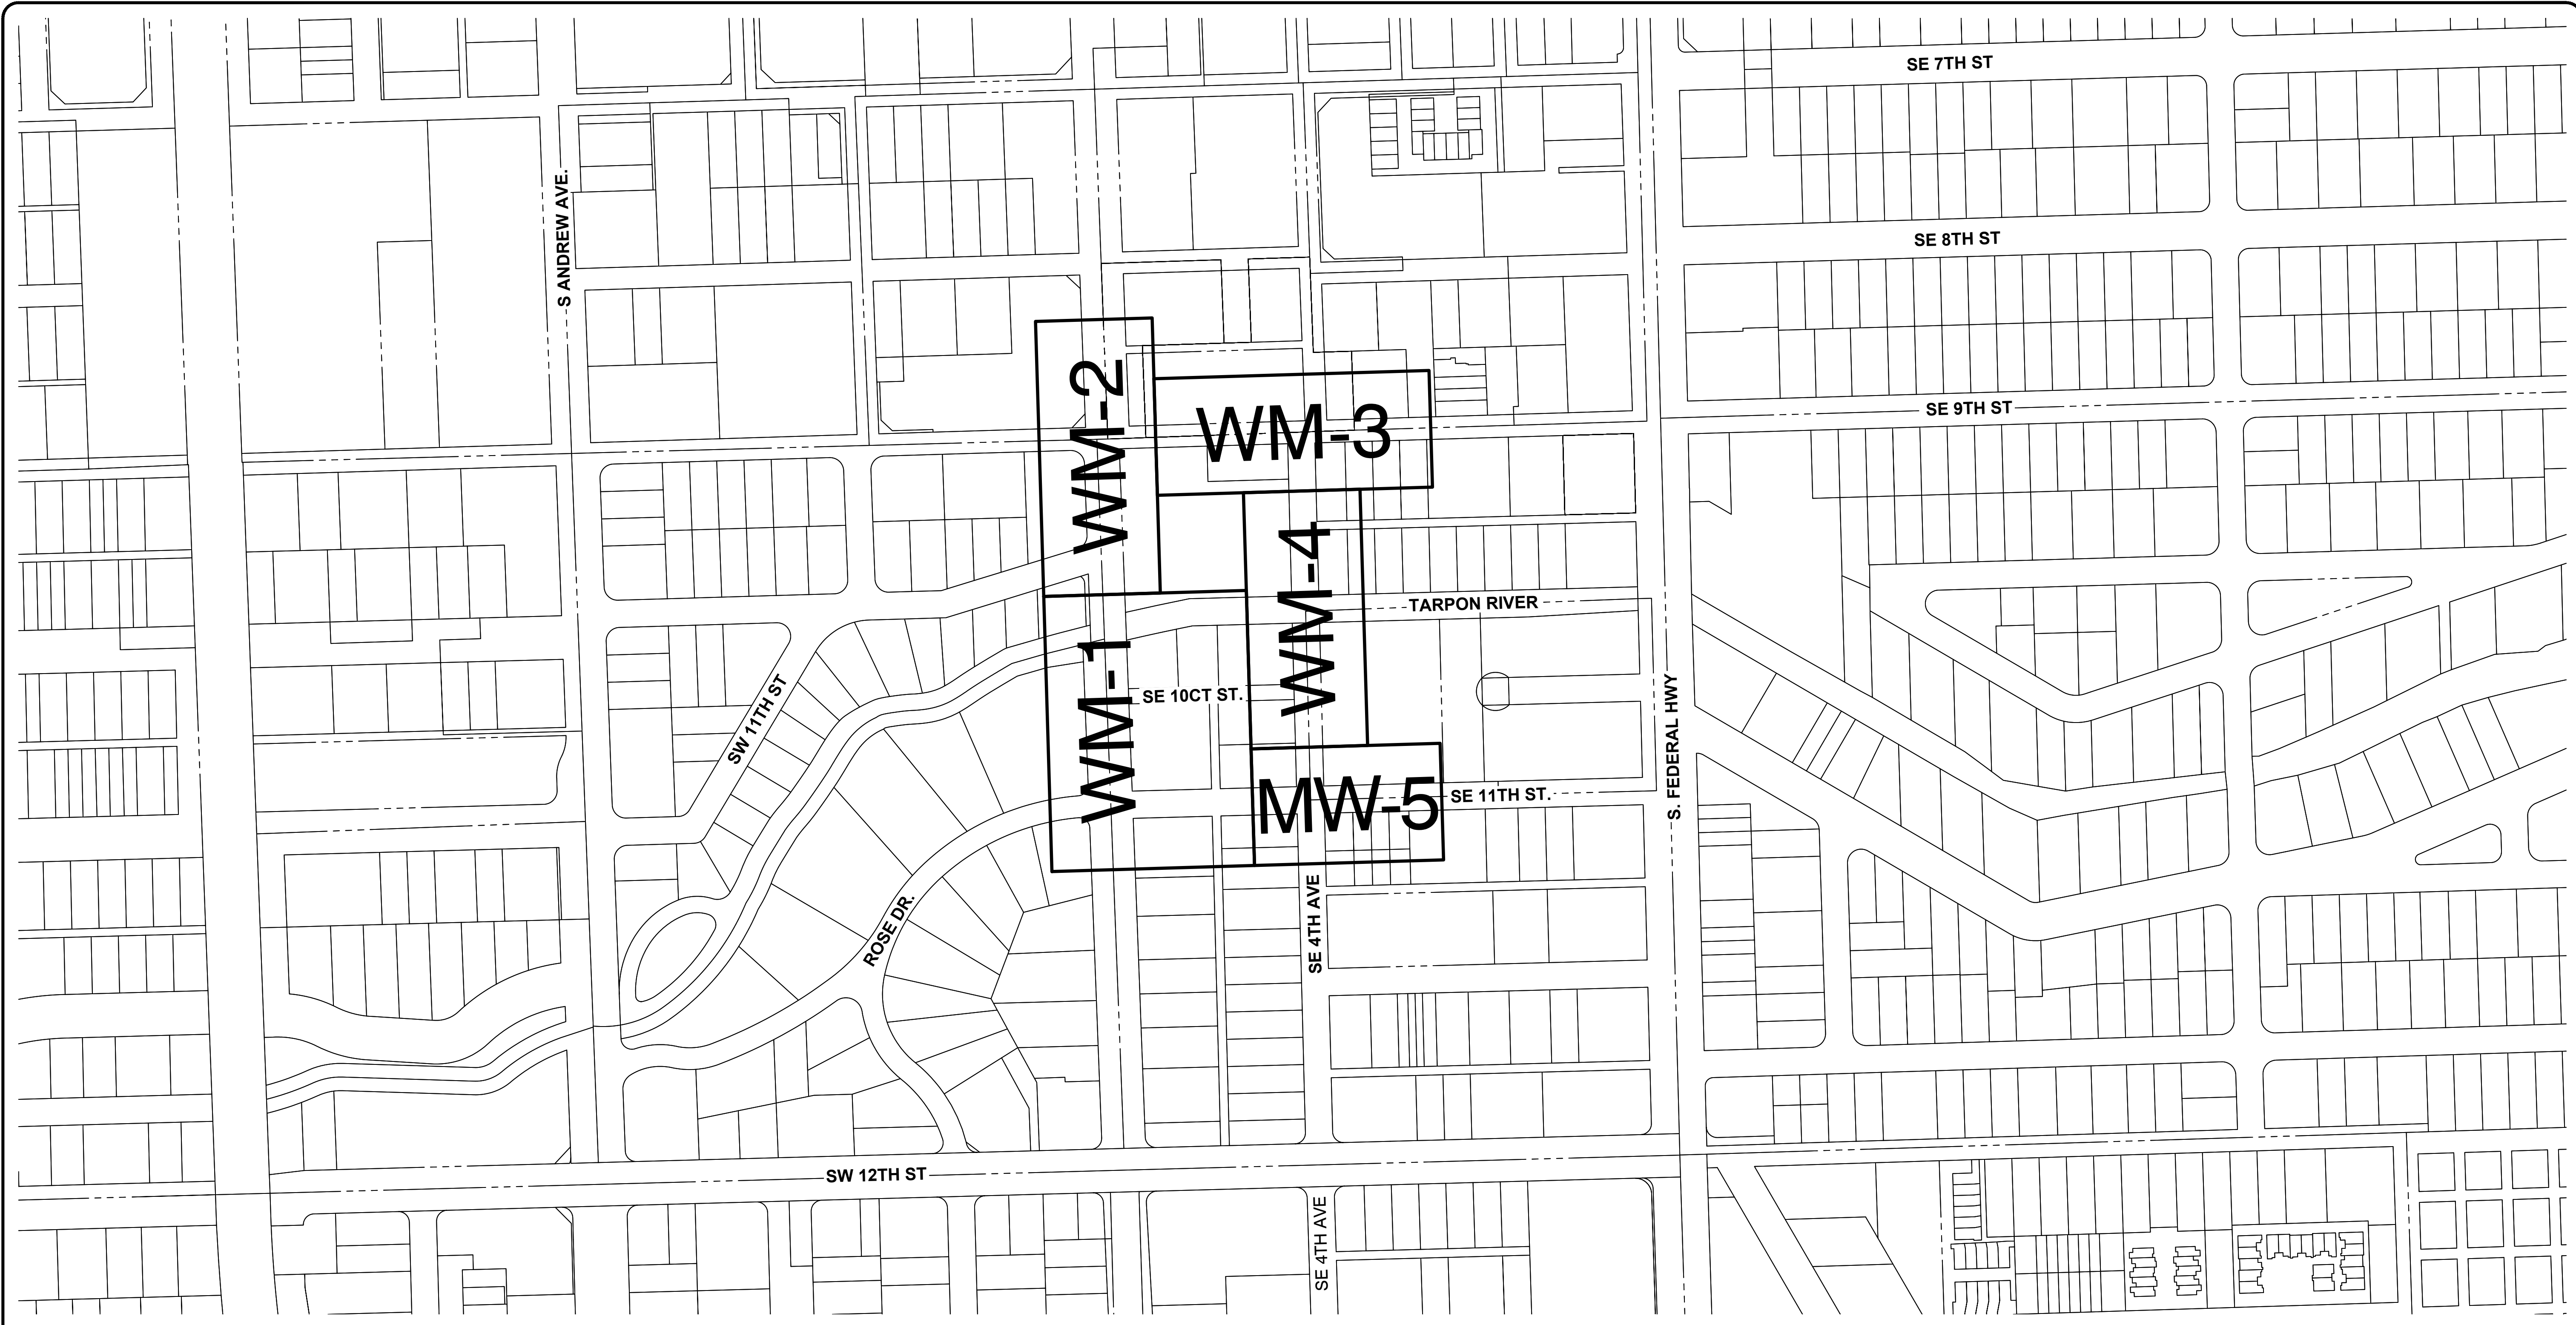 SE 7TH ST
S ANDREW AVE.
SE 8TH ST
SE 9TH ST
WM-2
WM-3
WM-4
TARPON RIVER
WM-1
SE 10CT ST.
SW 11TH ST
S. FEDERAL HWY
MW-5
SE 11TH ST.
ROSE DR.
SE 4TH AVE
SW 12TH ST
SE 4TH AVE